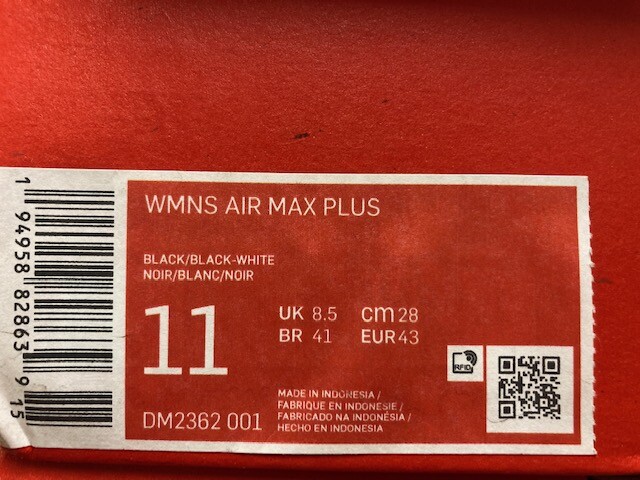 WMNS AIR MAX PLUS
BLACK/BLACK-WHITE
NOIR/BLANC/NOIR
11
UK 8.5 cm 28
BR 41 EUR 43
RFID
MADE IN INDONESIA /
FABRIQUE EN INDONESIE /
FABRICADO NA INDONÉSIA /
HECHO EN INDONESIA
DM2362 001
1 94958 82863 9 15